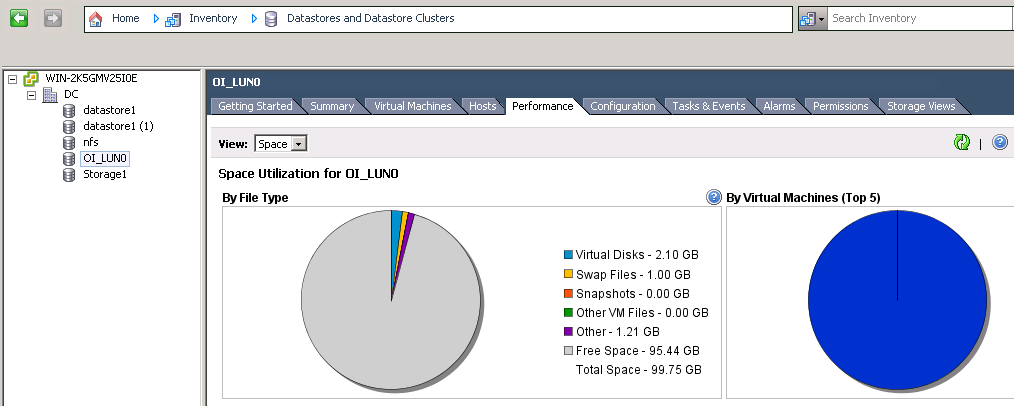 Home Inventory Datastores and Datastore Clusters Search Inventory
WIN-2K5GMV25I0E
DC
datastore1
datastore1 (1)
nfs
OI_LUN0
Storage1
OI_LUN0
Getting Started Summary Virtual Machines Hosts Performance Configuration Tasks & Events Alarms Permissions Storage Views
View: Space
Space Utilization for OI_LUN0
By File Type
Virtual Disks - 2.10 GB
Swap Files - 1.00 GB
Snapshots - 0.00 GB
Other VM Files - 0.00 GB
Other - 1.21 GB
Free Space - 95.44 GB
Total Space - 99.75 GB
By Virtual Machines (Top 5)